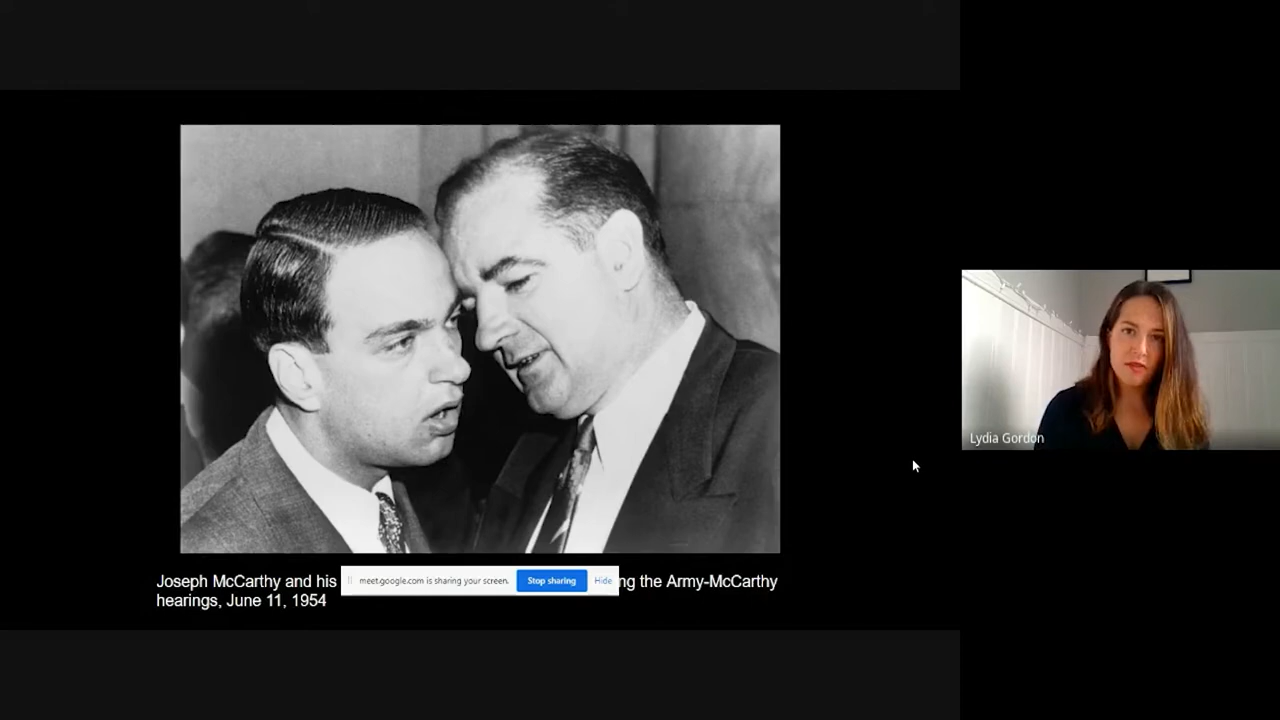 Joseph McCarthy and his
meet.google.com is sharing your screen.
Stop sharing
Hide
ng the Army-McCarthy
hearings, June 11, 1954
Lydia Gordon